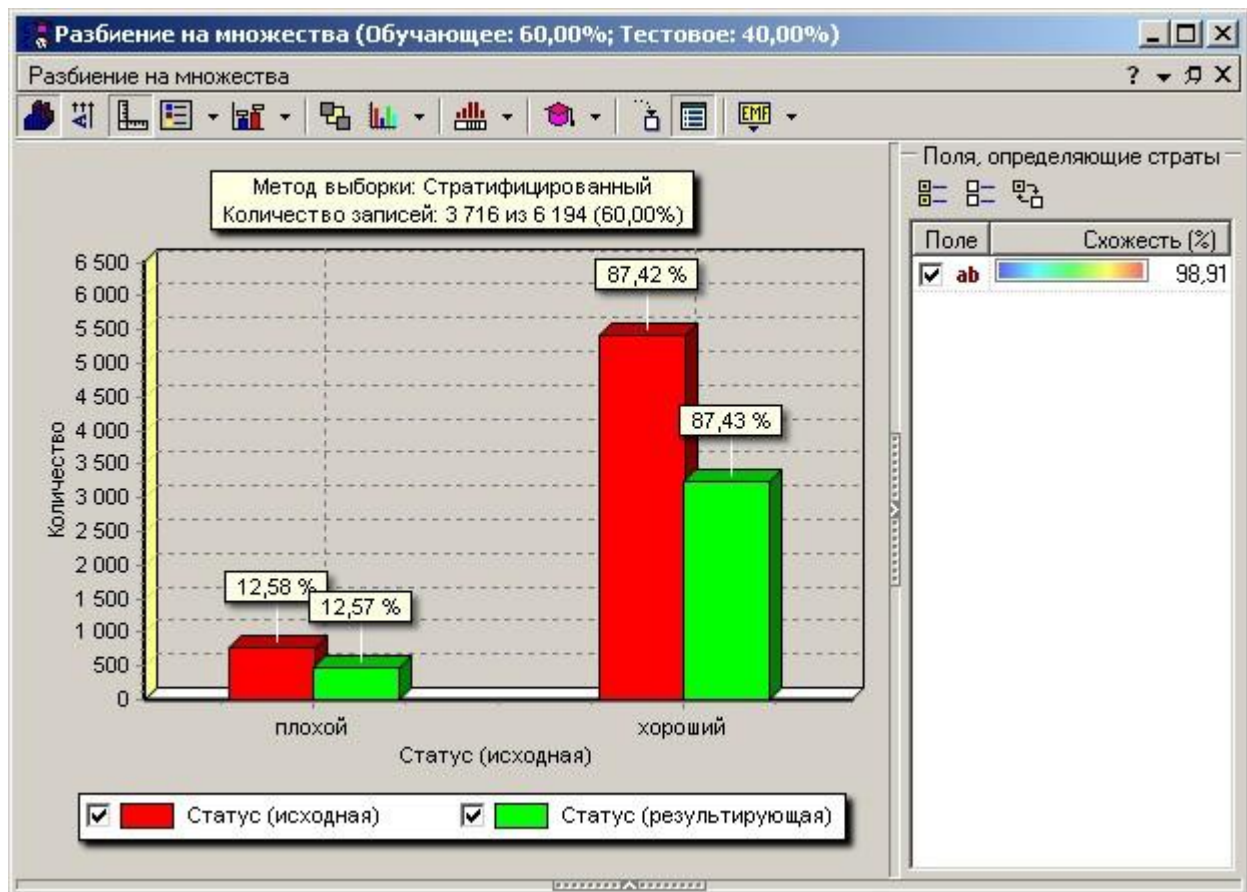 Разбиение на множества (Обучающее: 60,00%; Тестовое: 40,00%)
Разбиение на множества
?
EMF
Поля, определяющие страты
Поле Схожесть (%)
ab 98,91
Метод выборки: Стратифицированный
Количество записей: 3 716 из 6 194 (60,00%)
Количество
6 500
6 000
5 500
5 000
4 500
4 000
3 500
3 000
2 500
2 000
1 500
1 000
500
0
87,42 %
87,43 %
12,58 %
12,57 %
плохой хороший
Статус (исходная)
Статус (исходная) Статус (результирующая)